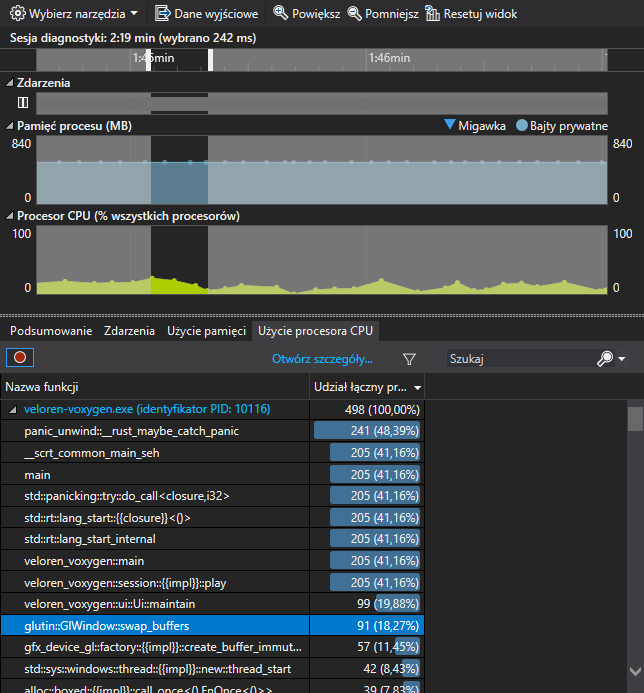 Wybierz narzędzia Dane wyjściowe Powiększ Pomniejsz Resetuj widok
Sesja diagnostyki: 2:19 min (wybrano 242 ms)
1:45min 1:46min
Zdarzenia
Pamięć procesu (MB) Migawka Bajty prywatne
840 840
0 0
Procesor CPU (% wszystkich procesorów)
100 100
0 0
Podsumowanie Zdarzenia Użycie pamięci Użycie procesora CPU
Otwórz szczegóły... Szukaj
Nazwa funkcji Udział łączny pr...
veloren-voxygen.exe (identyfikator PID: 10116) 498 (100,00%)
panic_unwind::__rust_maybe_catch_panic 241 (48,39%)
__scrt_common_main_seh 205 (41,16%)
main 205 (41,16%)
std::panicking::try::do_call<closure,i32> 205 (41,16%)
std::rt::lang_start::{{closure}}<()> 205 (41,16%)
std::rt::lang_start_internal 205 (41,16%)
veloren_voxygen::main 205 (41,16%)
veloren_voxygen::session::{{impl}}::play 205 (41,16%)
veloren_voxygen::ui::Ui::maintain 99 (19,88%)
glutin::GlWindow::swap_buffers 91 (18,27%)
gfx_device_gl::factory::{{impl}}::create_buffer_immut... 57 (11,45%)
std::sys::windows::thread::{{impl}}::new::thread_start 42 (8,43%)
alloc::boxed::{{impl}}::call_once<(),FnOnce<()>> 39 (7,83%)